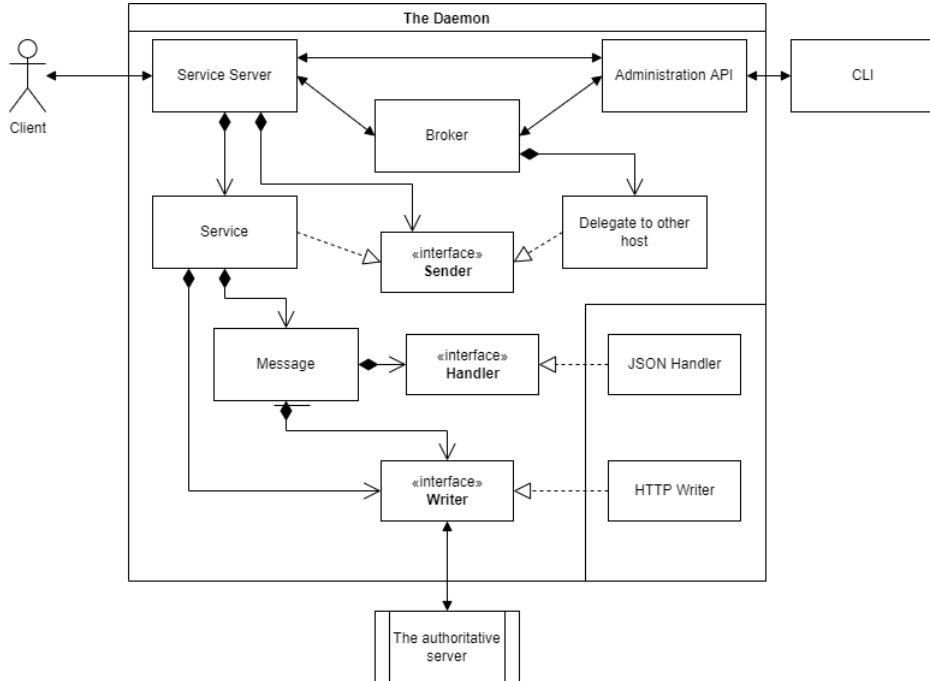 The Daemon
Service Server
Administration API
CLI
Client
Broker
Service
«interface»
Sender
Delegate to other
host
Message
«interface»
Handler
JSON Handler
«interface»
Writer
HTTP Writer
The authoritative
server